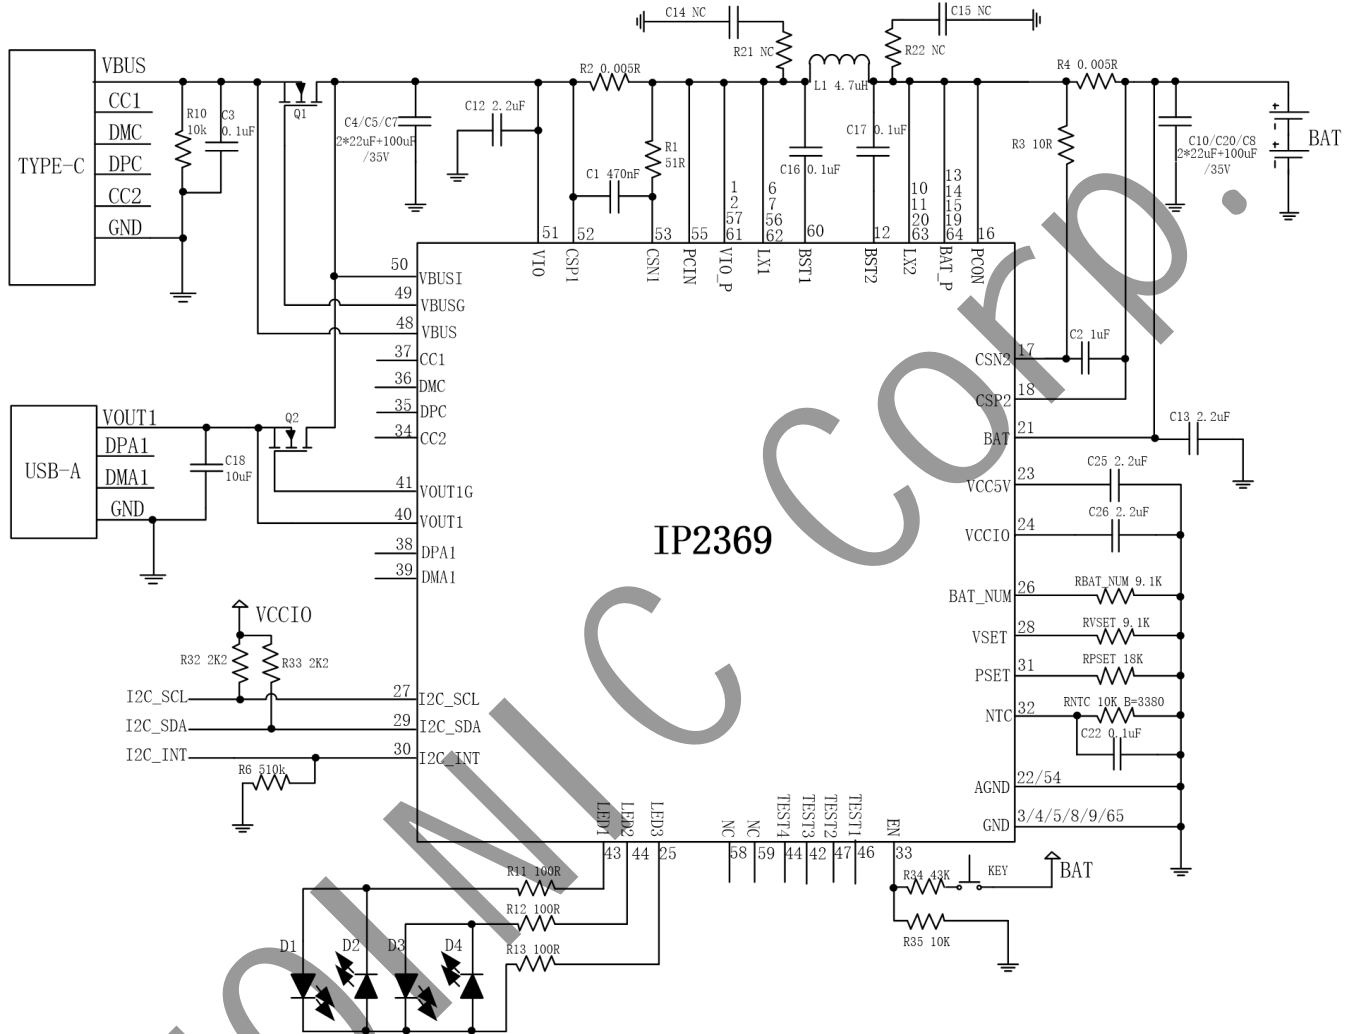 C14 NC
C15 NC
R21 NC
R22 NC
L1 4.7uH
R2 0.005R
R4 0.005R
TYPE-C
VBUS
CC1
DMC
DPC
CC2
GND
R10
10k
C3
0.1uF
Q1
C4/C5/C7
2*22uF+100uF
/35V
C12 2.2uF
C1 470nF
R1
51R
C16 0.1uF
C17 0.1uF
R3 10R
C10/C20/C8
2*22uF+100uF
/35V
BAT
51
52
53
55
1
2
57
61
6
7
56
62
60
12
10
11
20
63
13
14
15
19
64
16
VIO
CSP1
CSN1
PCIN
VIO_P
LX1
BST1
BST2
LX2
BAT_P
PCON
50
VBUSI
49
VBUSG
48
VBUS
37
CC1
36
DMC
35
DPC
34
CC2
41
VOUT1G
40
VOUT1
38
DPA1
39
DMA1
USB-A
VOUT1
DPA1
DMA1
GND
C18
10uF
Q2
IP2369
CSN2
17
C2 1uF
CSP2
18
BAT
21
C13 2.2uF
VCC5V
23
C25 2.2uF
VCCIO
24
C26 2.2uF
BAT_NUM
26
RBAT_NUM 9.1K
VSET
28
RVSET 9.1K
PSET
31
RPSET 18K
NTC
32
RNTC 10K B=3380
C22 0.1uF
AGND
22/54
GND
3/4/5/8/9/65
VCCIO
R32 2K2
R33 2K2
I2C_SCL
27
I2C_SCL
I2C_SDA
29
I2C_SDA
I2C_INT
30
I2C_INT
R6 510k
LED1
LED2
LED3
NC
NC
TEST4
TEST3
TEST2
TEST1
EN
43
44
25
58
59
44
42
47
46
33
R11 100R
R12 100R
R13 100R
D1
D2
D3
D4
R34 43K
KEY
BAT
R35 10K
Corp.